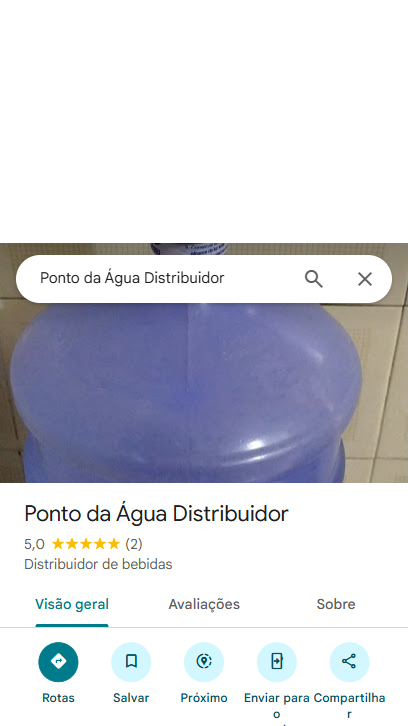 Ponto da Água Distribuidor
Ponto da Água Distribuidor
5,0 (2)
Distribuidor de bebidas
Visão geral Avaliações Sobre
Rotas Salvar Próximo Enviar para o Compartilhar